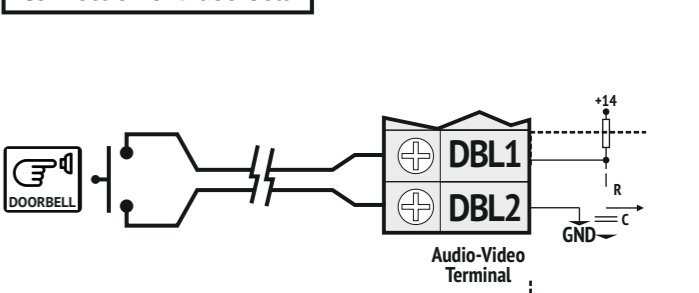 +14
DBL1
DOORBELL
R
DBL2
C
GND
Audio-Video
Terminal